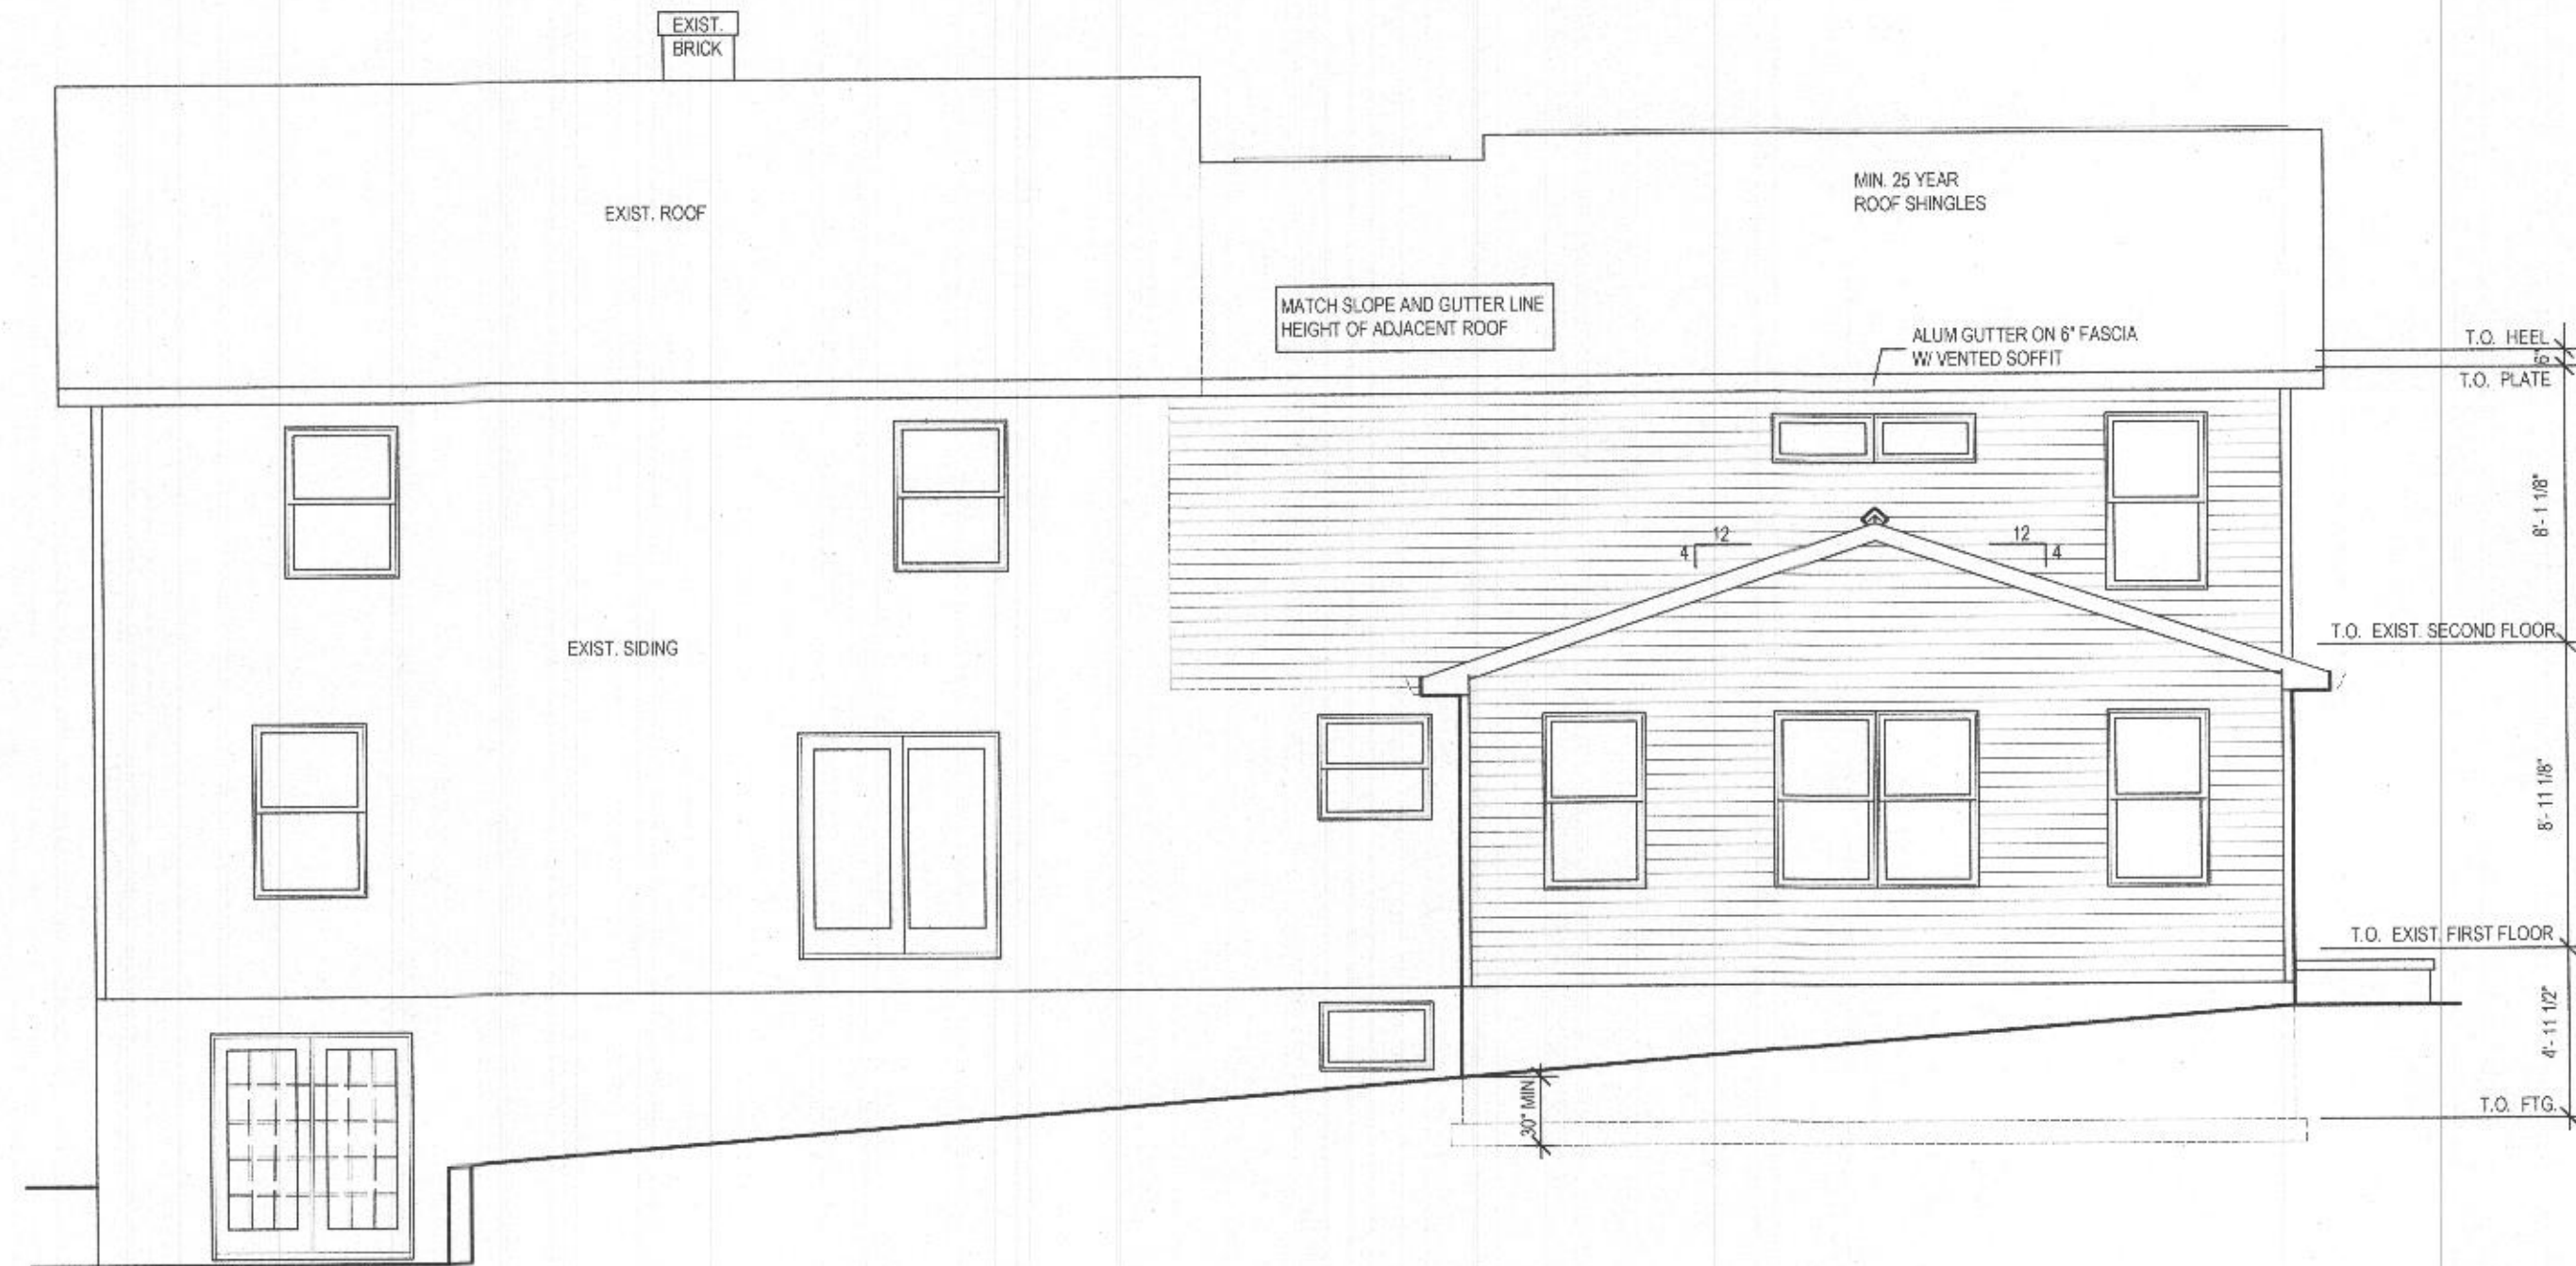 EXIST.
BRICK
EXIST. ROOF
MIN. 25 YEAR
ROOF SHINGLES
MATCH SLOPE AND GUTTER LINE
HEIGHT OF ADJACENT ROOF
ALUM GUTTER ON 6" FASCIA
W/ VENTED SOFFIT
T.O. HEEL
6"
T.O. PLATE
8'- 1 1/8"
12
4
12
4
T.O. EXIST. SECOND FLOOR
EXIST. SIDING
8'- 11 1/8"
T.O. EXIST. FIRST FLOOR
4'- 11 1/2"
30" MIN
T.O. FTG.